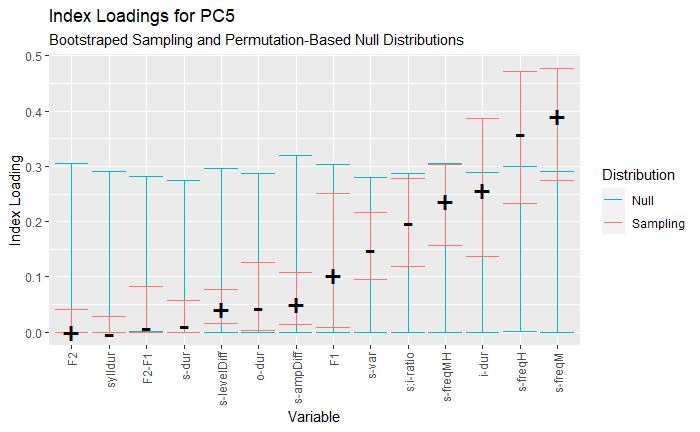 Index Loadings for PC5
Bootstraped Sampling and Permutation-Based Null Distributions
Index Loading
0.5
0.4
0.3
0.2
0.1
0.0
+ - - - + - + + - - + + - +
F2
sylldur
F2-F1
s-dur
s-levelDiff
o-dur
s-ampDiff
F1
s-var
s:i-ratio
s-freqMH
i-dur
s-freqH
s-freqM
Variable
Distribution
Null
Sampling